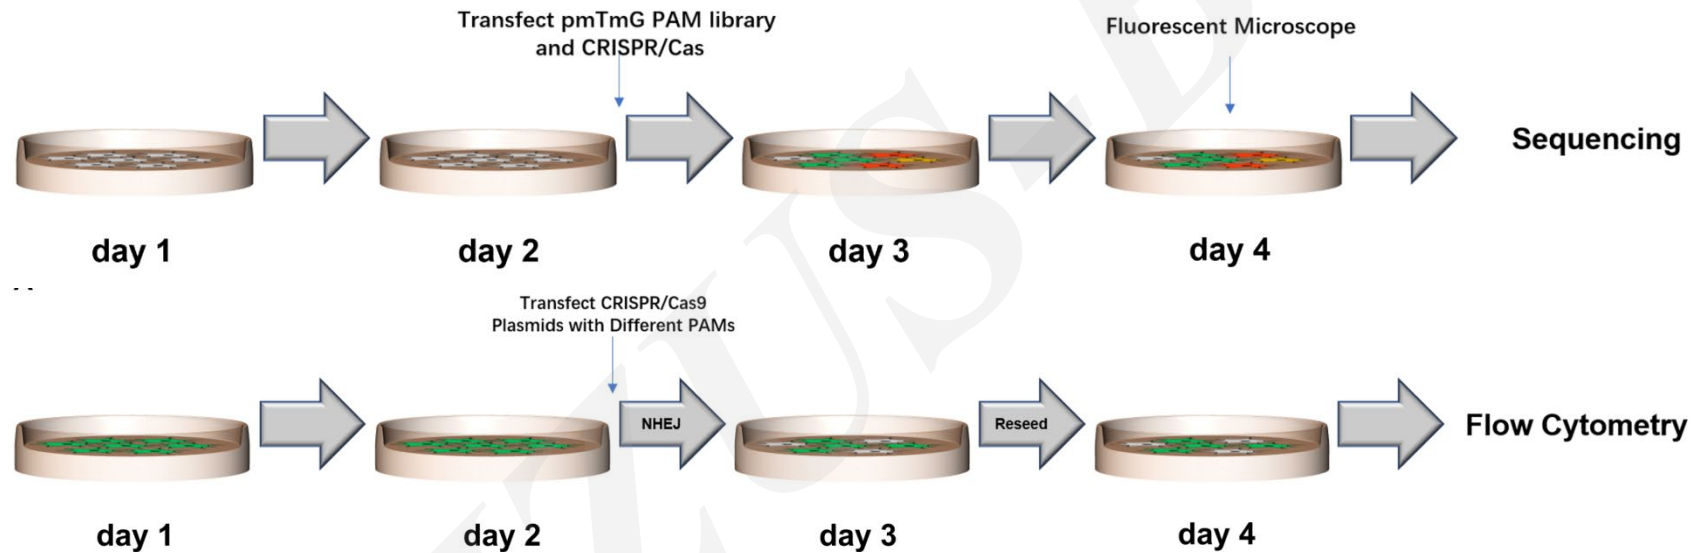 Transfect pmTmG PAM library
and CRISPR/Cas
Fluorescent Microscope
Sequencing
day 1
day 2
day 3
day 4
Transfect CRISPR/Cas9
Plasmids with Different PAMs
NHEJ
Reseed
Flow Cytometry
day 1
day 2
day 3
day 4